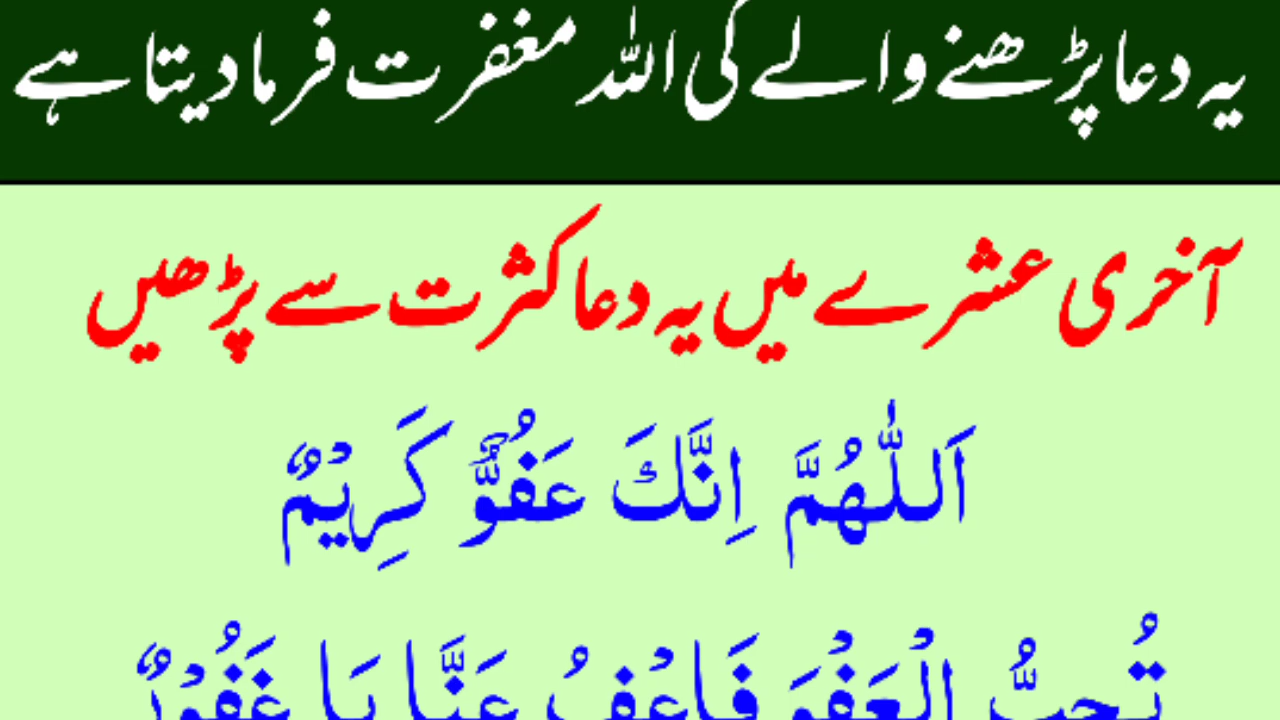 یہ دعا پڑھنے والے کی اللہ مغفرت فرما دیتا ہے
آخری عشرے میں یہ دعا کثرت سے پڑھیں
اَللّٰهُمَّ اِنَّكَ عَفُوٌّ كَرِيْمٌ
تُحِبُّ الْعَفْوَ فَاعْفُ عَنَّا يَا غَفُوْرٌ